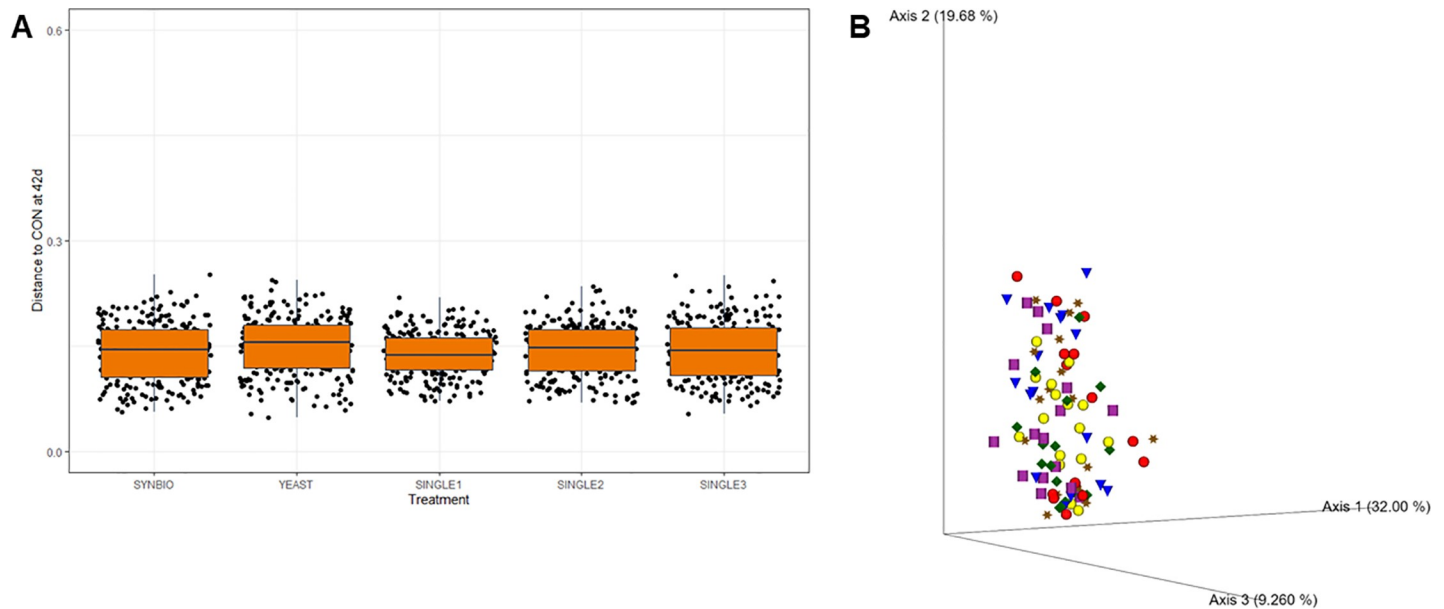 A
Distance to CON at 42d
0.6
0.3
0.0
SYNBIO
YEAST
SINGLE1
SINGLE2
SINGLE3
Treatment
B
Axis 2 (19.68 %)
Axis 1 (32.00 %)
Axis 3 (9.260 %)